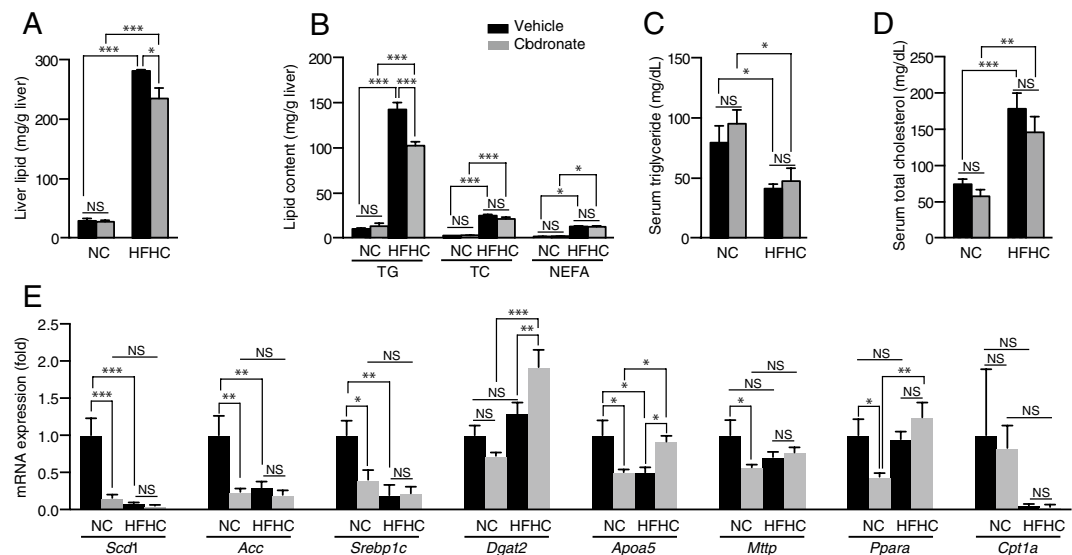 A
Liver lipid (mg/g liver)
300
200
100
0
***
***
*
NS
NC HFHC
B
Vehicle
Cbdronate
Lipid content (mg/g liver)
200
150
100
50
0
***
***
***
NS
***
***
NS
NS
*
*
NS
NS
NC HFHC NC HFHC NC HFHC
TG TC NEFA
C
Serum triglyceride (mg/dL)
150
100
50
0
*
*
NS
NS
NC HFHC
D
Serum total cholesterol (mg/dL)
250
200
150
100
50
0
**
***
NS
NS
NC HFHC
E
mRNA expression (fold)
2.5
2.0
1.5
1.0
0.5
0.0
NS
***
***
NS
NS
**
**
NS
NS
**
*
NS
***
**
NS
NS
*
*
*
*
NS
NS
*
NS
NS
**
*
NS
NS
NS
NS
NS
NC HFHC NC HFHC NC HFHC NC HFHC NC HFHC NC HFHC NC HFHC NC HFHC
Scd1 Acc Srebp1c Dgat2 Apoa5 Mttp Ppara Cpt1a